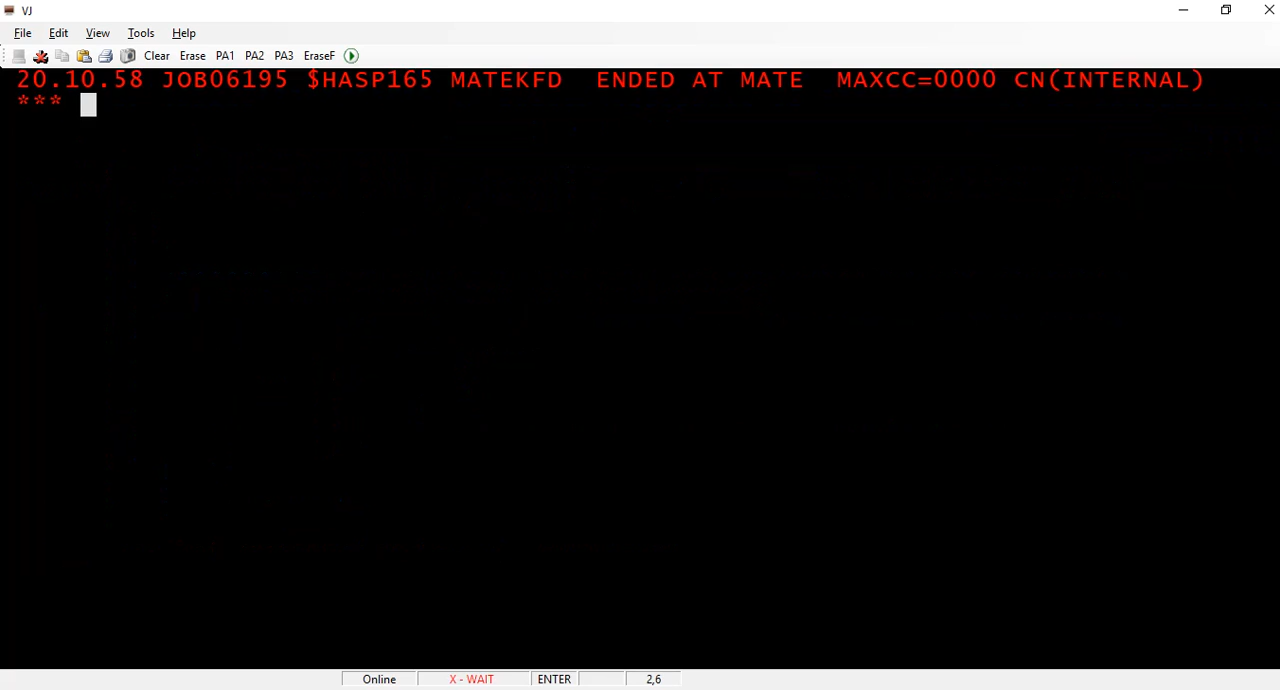 VJ
File Edit View Tools Help
Clear Erase PA1 PA2 PA3 EraseF
20.10.58 JOB06195 $HASP165 MATEKFD ENDED AT MATE MAXCC=0000 CN(INTERNAL)
***
Online X - WAIT ENTER 2,6